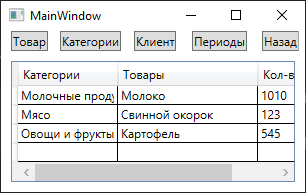 MainWindow
Товар Категории Клиент Периоды Назад
Категории Товары Кол-в
Молочные проду Молоко 1010
Мясо Свинной окорок 123
Овощи и фрукты Картофель 545